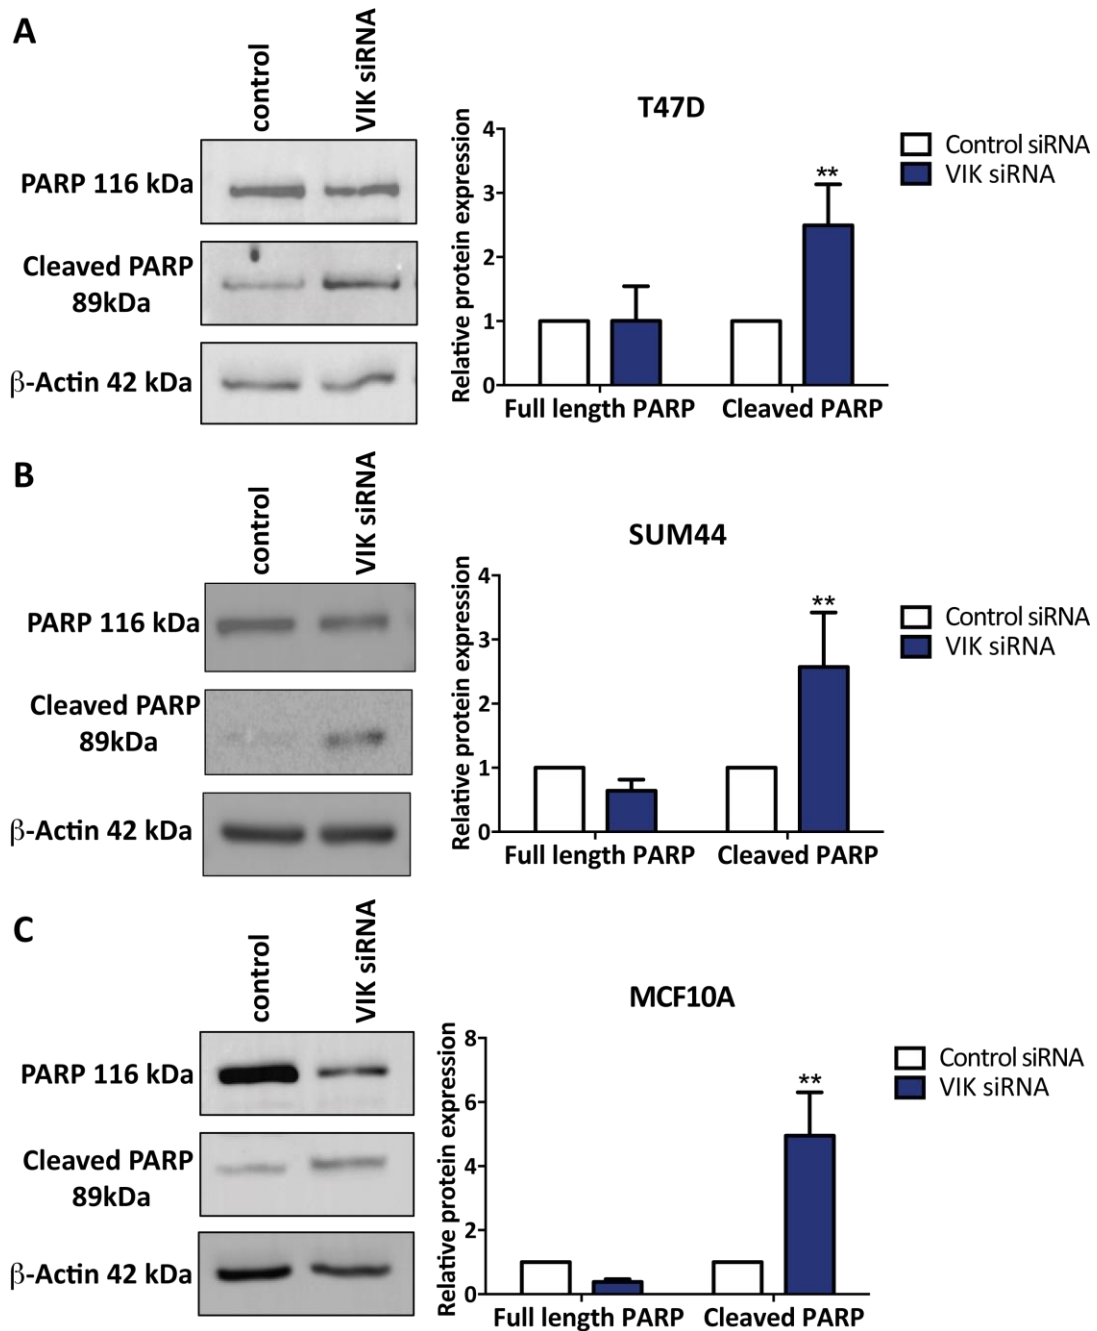 A
control
VIK siRNA
PARP 116 kDa
Cleaved PARP
89kDa
β-Actin 42 kDa
T47D
Relative protein expression
4
3
2
1
0
**
Full length PARP
Cleaved PARP
Control siRNA
VIK siRNA
B
control
VIK siRNA
PARP 116 kDa
Cleaved PARP
89kDa
β-Actin 42 kDa
SUM44
Relative protein expression
4
3
2
1
0
**
Full length PARP
Cleaved PARP
Control siRNA
VIK siRNA
C
control
VIK siRNA
PARP 116 kDa
Cleaved PARP
89kDa
β-Actin 42 kDa
MCF10A
Relative protein expression
8
6
4
2
0
**
Full length PARP
Cleaved PARP
Control siRNA
VIK siRNA